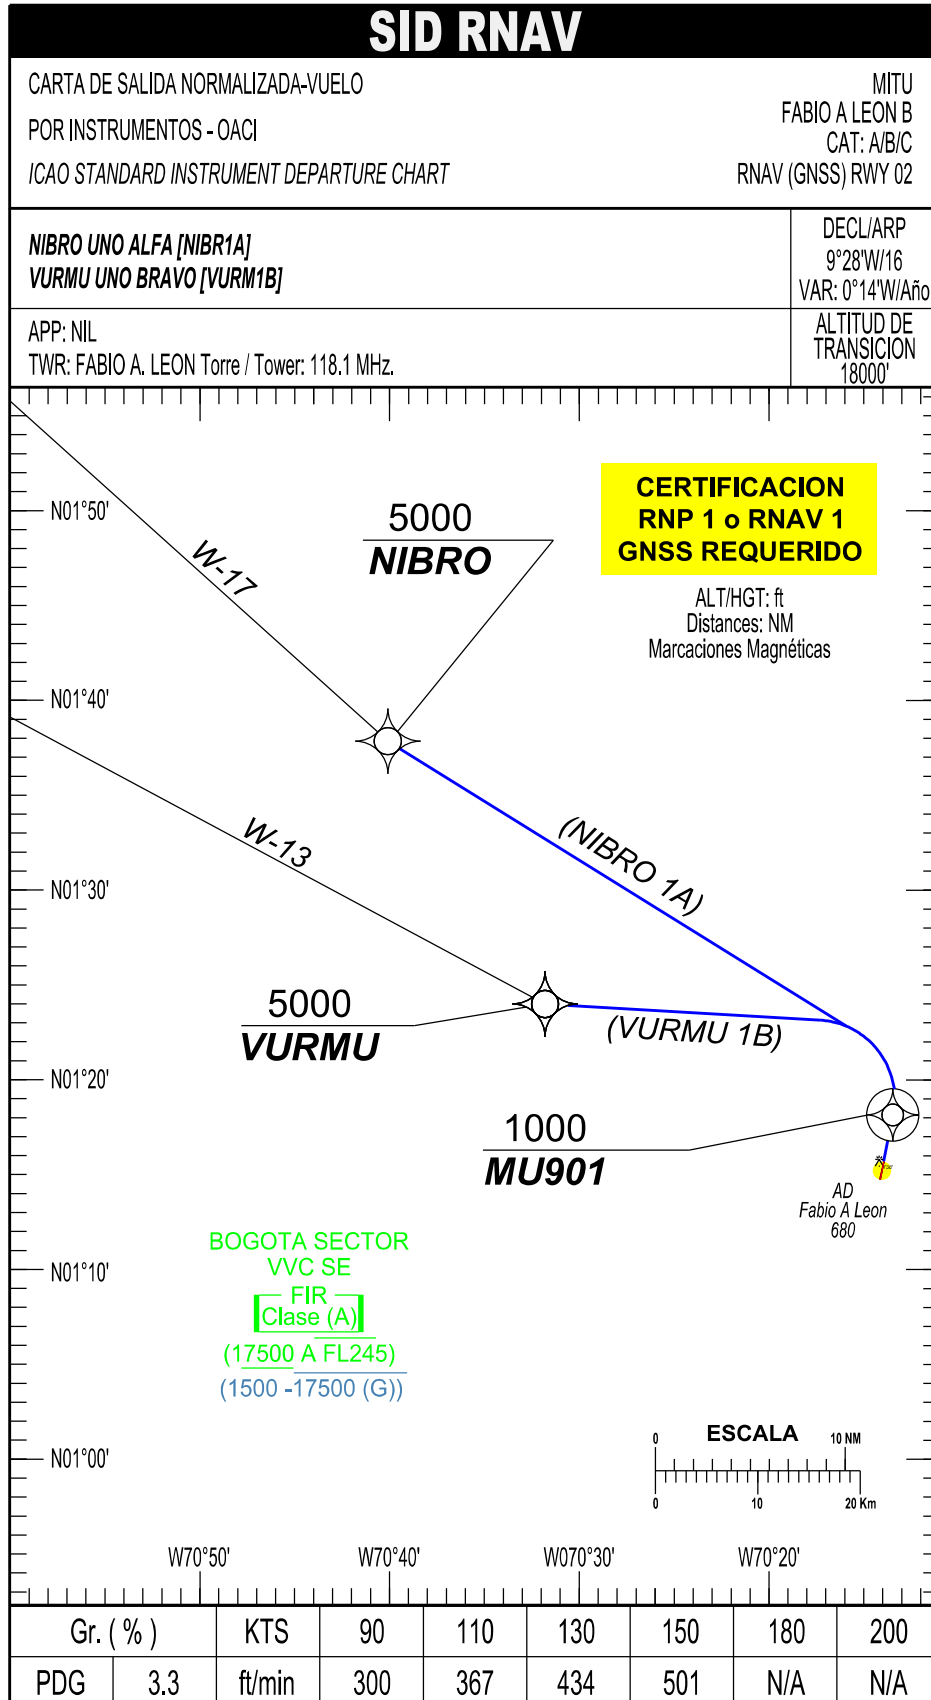 SID RNAV
CARTA DE SALIDA NORMALIZADA-VUELO
POR INSTRUMENTOS - OACI
ICAO STANDARD INSTRUMENT DEPARTURE CHART
MITU
FABIO A LEON B
CAT: A/B/C
RNAV (GNSS) RWY 02
NIBRO UNO ALFA [NIBR1A]
VURMU UNO BRAVO [VURM1B]
DECL/ARP
9°28'W/16
VAR: 0°14'W/Año
APP: NIL
TWR: FABIO A. LEON Torre / Tower: 118.1 MHz.
ALTITUD DE
TRANSICION
18000'
N01°50'
CERTIFICACION
RNP 1 o RNAV 1
GNSS REQUERIDO
5000
NIBRO
W-17
ALT/HGT: ft
Distances: NM
Marcaciones Magnéticas
N01°40'
W-13
(NIBRO 1A)
N01°30'
5000
VURMU
(VURMU 1B)
N01°20'
1000
MU901
AD
Fabio A Leon
680
BOGOTA SECTOR
VVC SE
FIR
Clase (A)
(17500 A FL245)
(1500 -17500 (G))
N01°10'
N01°00'
ESCALA
0 10 NM
0 10 20 Km
W70°50' W70°40' W070°30' W70°20'
Gr. ( % ) KTS 90 110 130 150 180 200
PDG 3.3 ft/min 300 367 434 501 N/A N/A